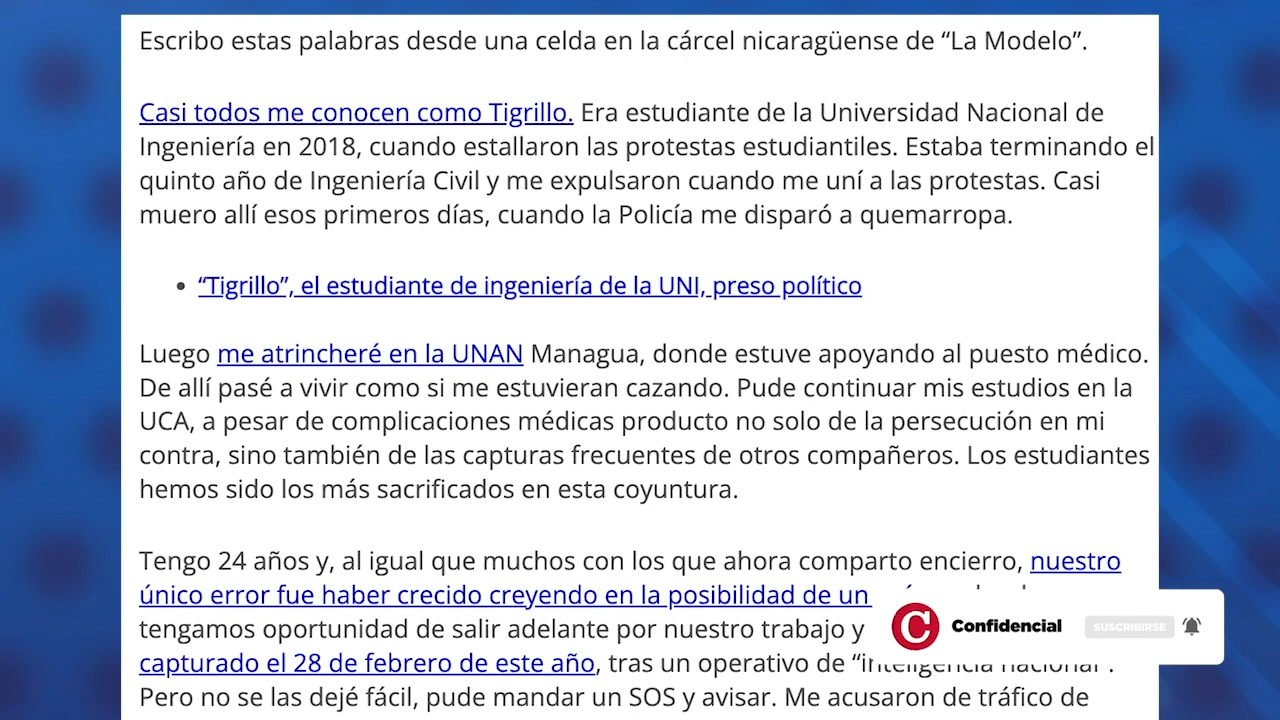 Escribo estas palabras desde una celda en la cárcel nicaragüense de “La Modelo”.
Casi todos me conocen como Tigrillo. Era estudiante de la Universidad Nacional de
Ingeniería en 2018, cuando estallaron las protestas estudiantiles. Estaba terminando el
quinto año de Ingeniería Civil y me expulsaron cuando me uní a las protestas. Casi
muero allí esos primeros días, cuando la Policía me disparó a quemarropa.
• “Tigrillo”, el estudiante de ingeniería de la UNI, preso político
Luego me atrincheré en la UNAN Managua, donde estuve apoyando al puesto médico.
De allí pasé a vivir como si me estuvieran cazando. Pude continuar mis estudios en la
UCA, a pesar de complicaciones médicas producto no solo de la persecución en mi
contra, sino también de las capturas frecuentes de otros compañeros. Los estudiantes
hemos sido los más sacrificados en esta coyuntura.
Tengo 24 años y, al igual que muchos con los que ahora comparto encierro, nuestro
único error fue haber crecido creyendo en la posibilidad de un
tengamos oportunidad de salir adelante por nuestro trabajo y
capturado el 28 de febrero de este año, tras un operativo de “inteligencia nacional”.
Pero no se las dejé fácil, pude mandar un SOS y avisar. Me acusaron de tráfico de
C Confidencial SUSCRIBIRSE